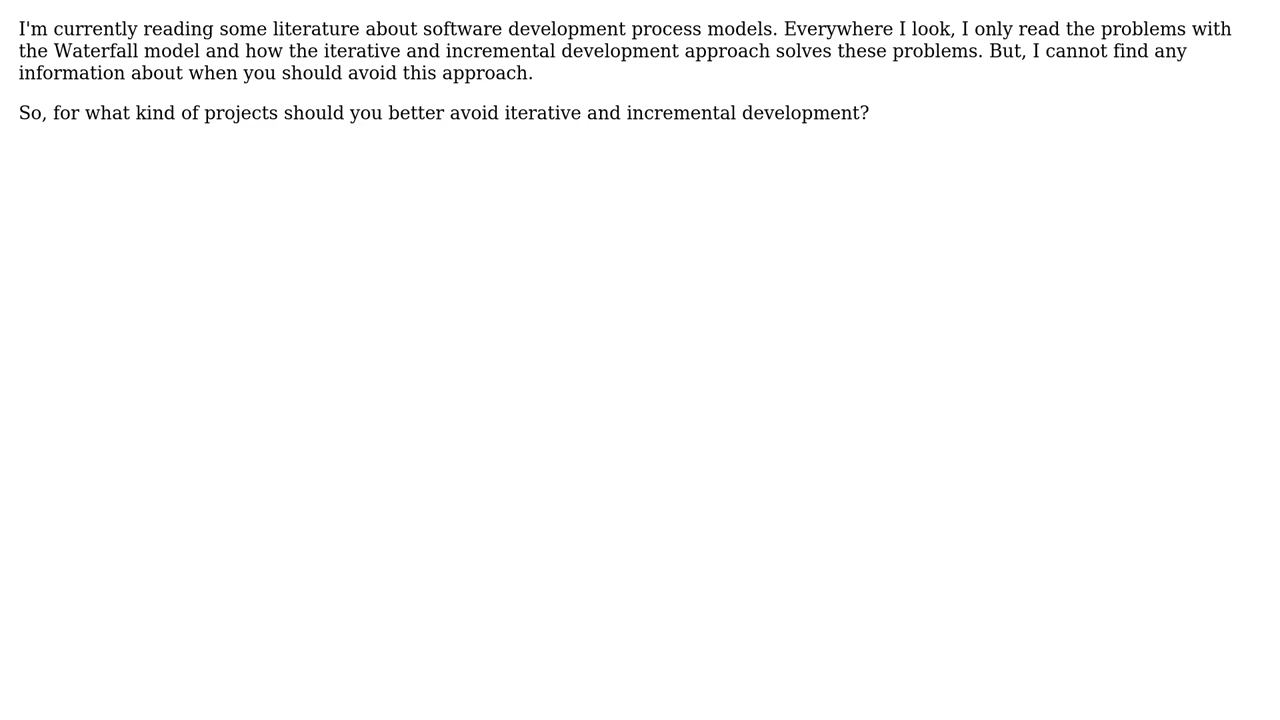 I'm currently reading some literature about software development process models. Everywhere I look, I only read the problems with
the Waterfall model and how the iterative and incremental development approach solves these problems. But, I cannot find any
information about when you should avoid this approach.
So, for what kind of projects should you better avoid iterative and incremental development?